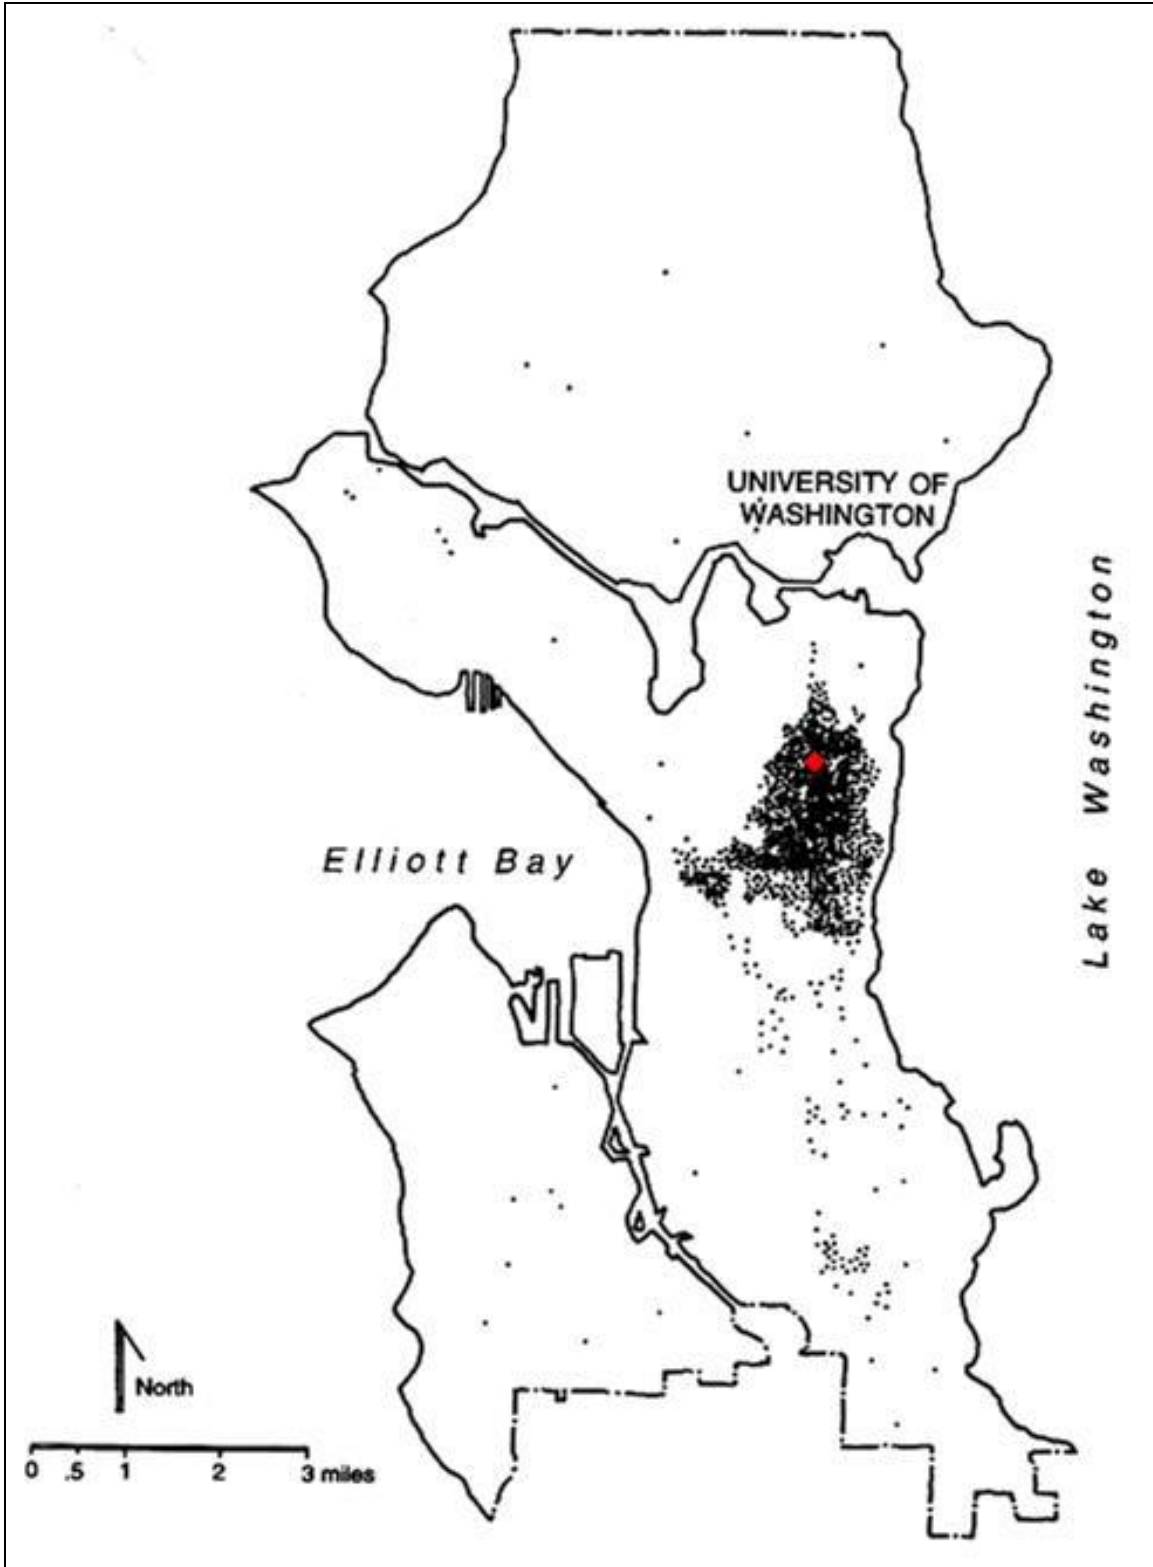 UNIVERSITY OF
WASHINGTON
Lake Washington
Elliott Bay
North
0 .5 1 2 3 miles